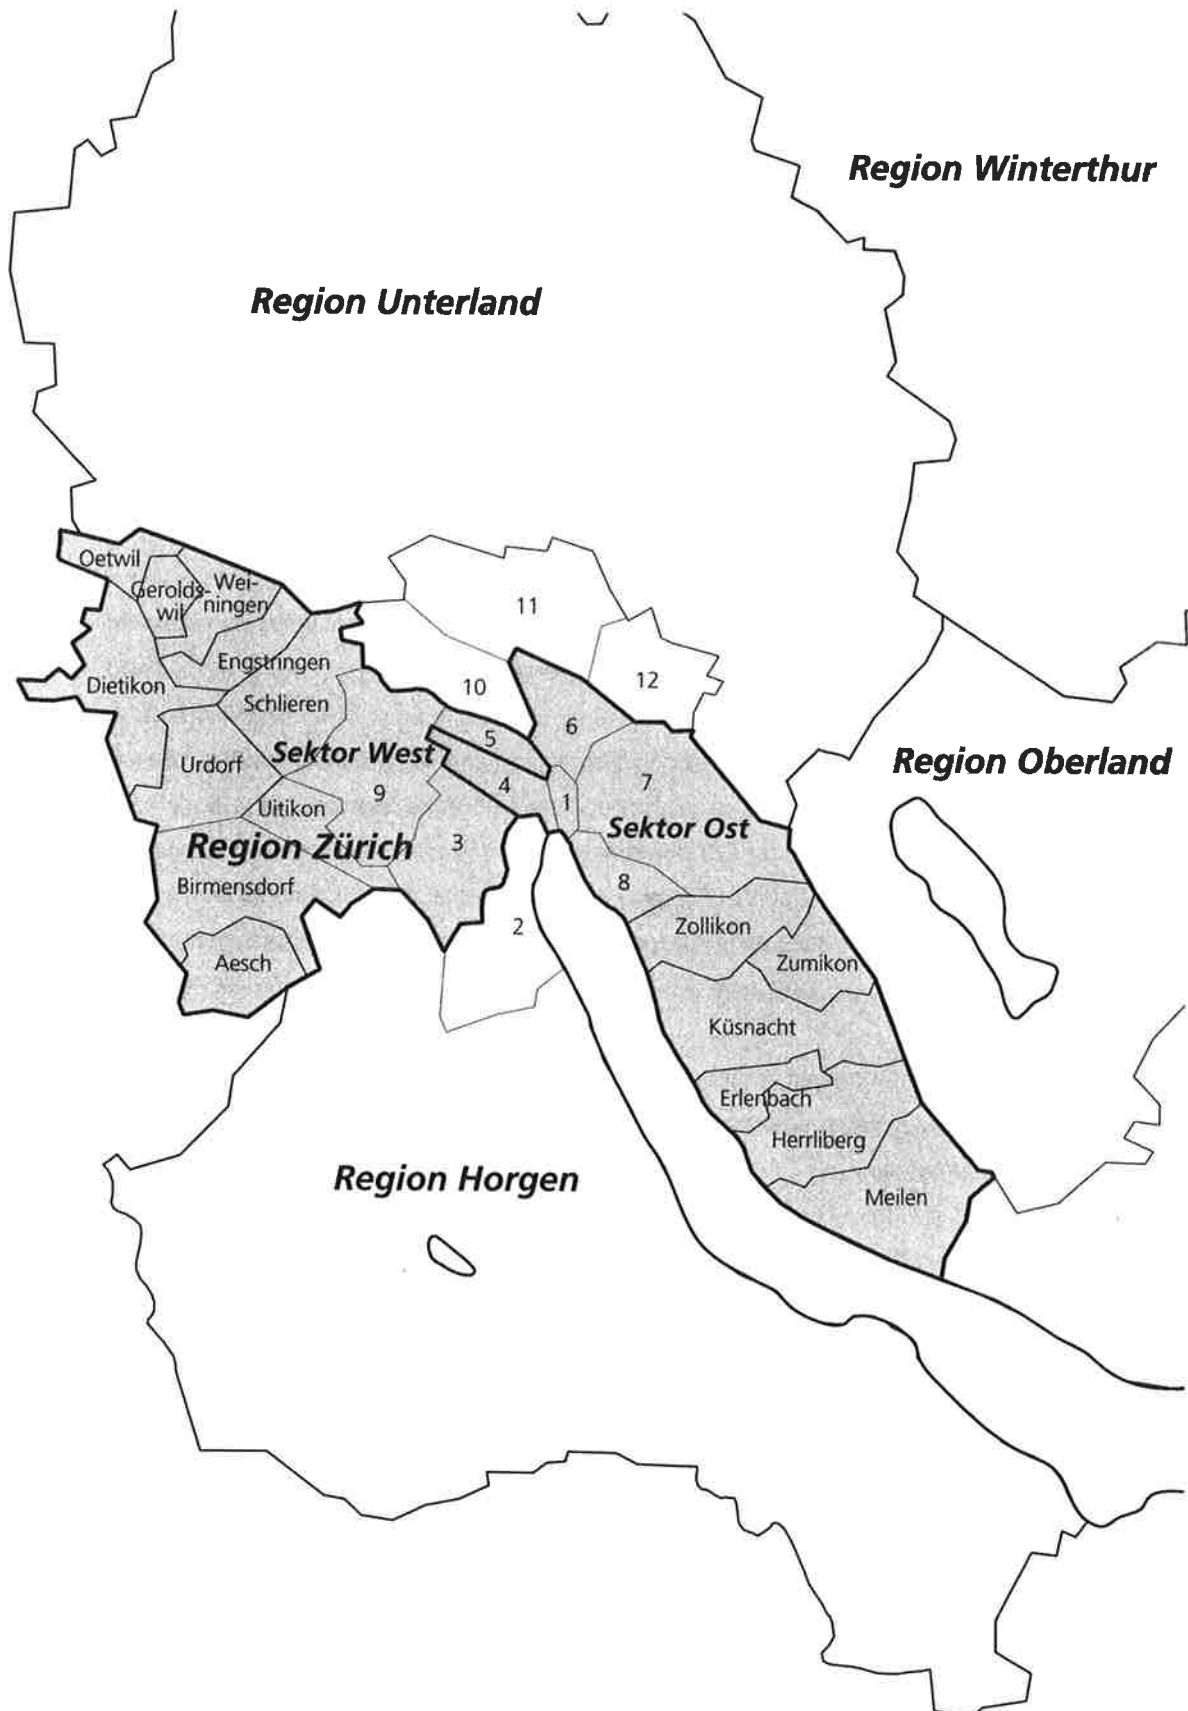 Region Winterthur
Region Unterland
Oetwil
Gerolds-
wil
Wei-
ningen
11
Engstringen
12
Dietikon
10
Schlieren
6
5
Sektor West
Region Oberland
Urdorf
7
4
9
1
Uitikon
Sektor Ost
3
Region Zürich
8
Birmensdorf
2
Zollikon
Aesch
Zumikon
Küsnacht
Erlenbach
Herrliberg
Region Horgen
Meilen